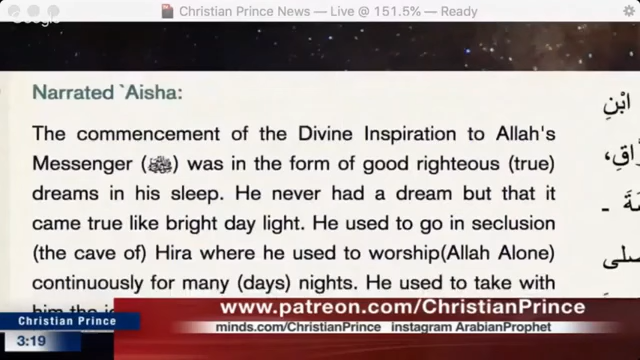 Christian Prince News — Live @ 151.5% — Ready
Google
Narrated `Aisha:
The commencement of the Divine Inspiration to Allah's
Messenger (ﷺ) was in the form of good righteous (true)
dreams in his sleep. He never had a dream but that it
came true like bright day light. He used to go in seclusion
(the cave of) Hira where he used to worship(Allah Alone)
continuously for many (days) nights. He used to take with
him the
ابْنِ
www.patreon.com/ChristianPrince
minds.com/ChristianPrince instagram ArabianProphet
Christian Prince
3:19